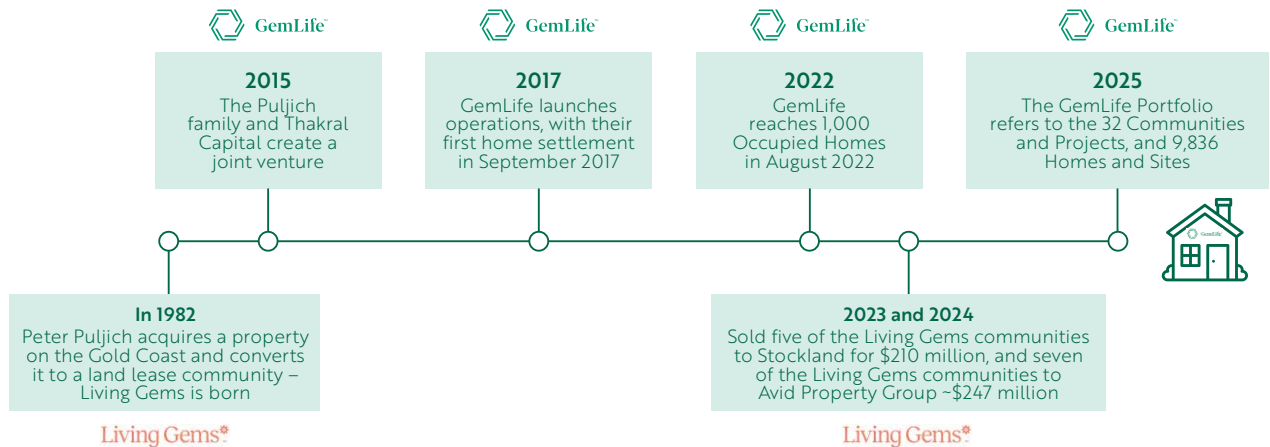 GemLife™
GemLife™
GemLife™
GemLife™
2015
The Puljich
family and Thakral
Capital create a
joint venture
2017
GemLife launches
operations, with their
first home settlement
in September 2017
2022
GemLife
reaches 1,000
Occupied Homes
in August 2022
2025
The GemLife Portfolio
refers to the 32 Communities
and Projects, and 9,836
Homes and Sites
GemLife
In 1982
Peter Puljich acquires a property
on the Gold Coast and converts
it to a land lease community –
Living Gems is born
Living Gems
2023 and 2024
Sold five of the Living Gems communities
to Stockland for $210 million, and seven
of the Living Gems communities to
Avid Property Group ~$247 million
Living Gems